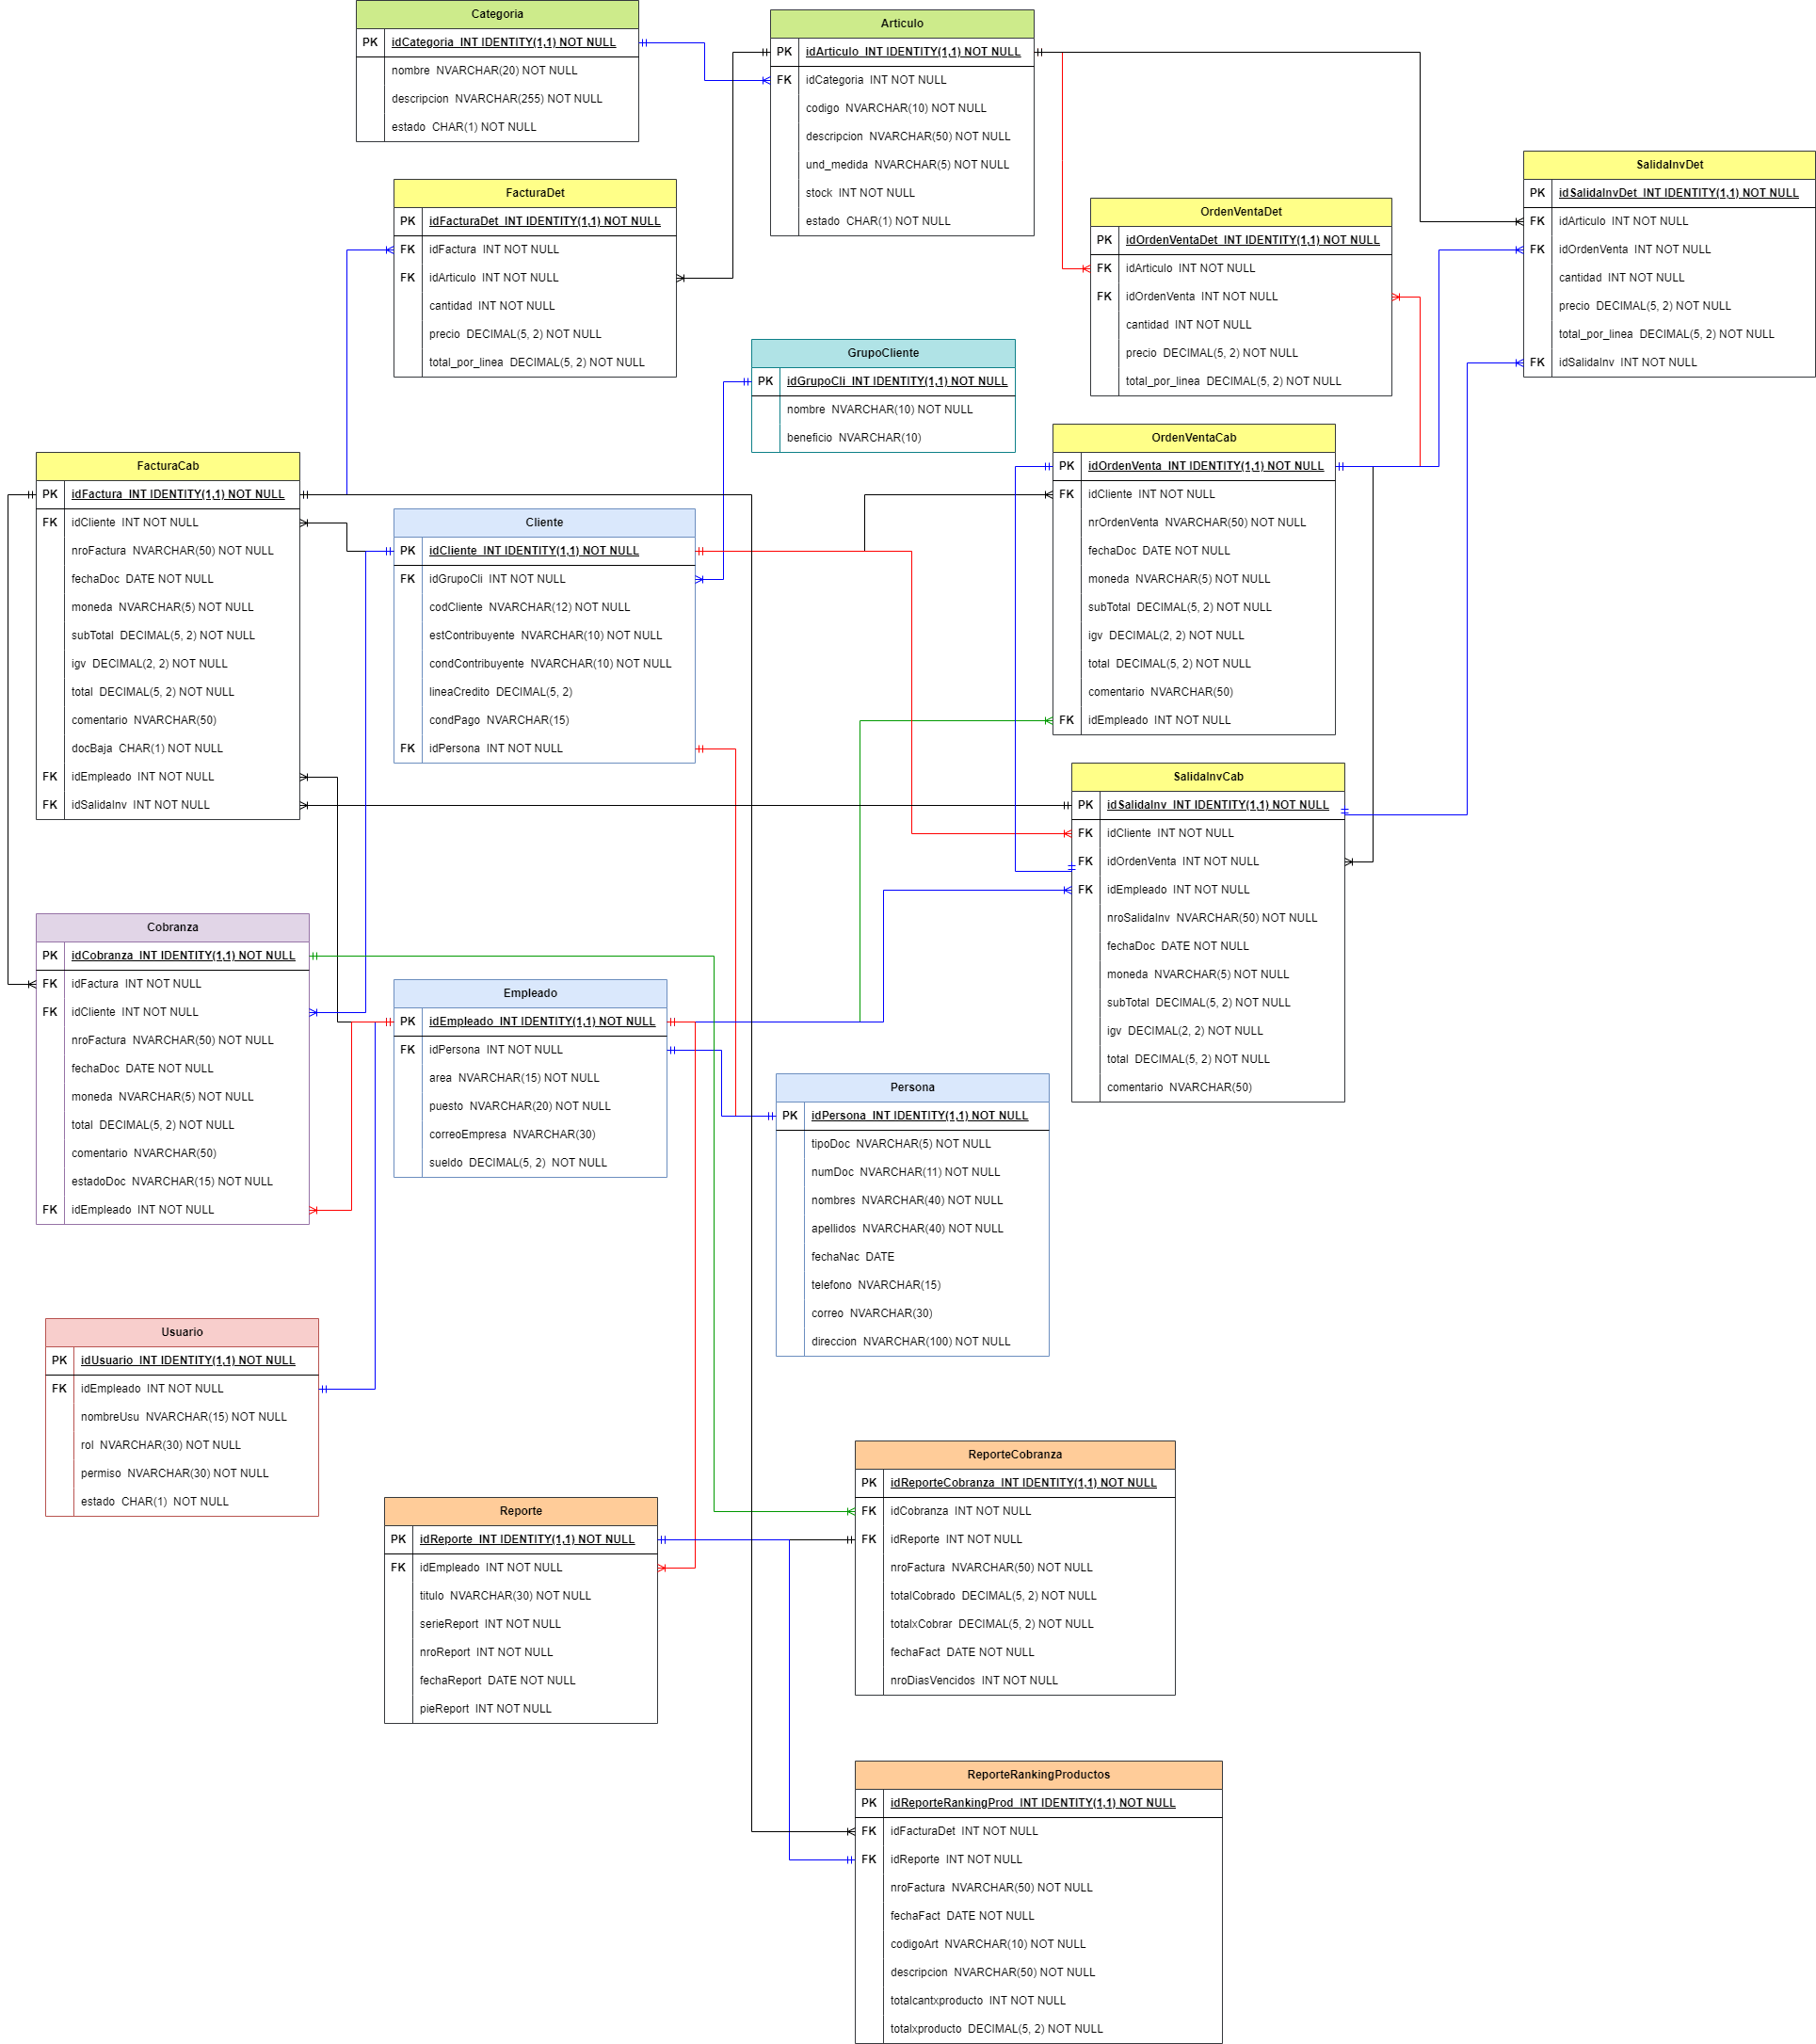 Categoria
PK idCategoria INT IDENTITY(1,1) NOT NULL
nombre NVARCHAR(20) NOT NULL
descripcion NVARCHAR(255) NOT NULL
estado CHAR(1) NOT NULL
Articulo
PK idArticulo INT IDENTITY(1,1) NOT NULL
FK idCategoria INT NOT NULL
codigo NVARCHAR(10) NOT NULL
descripcion NVARCHAR(50) NOT NULL
und_medida NVARCHAR(5) NOT NULL
stock INT NOT NULL
estado CHAR(1) NOT NULL
SalidaInvDet
PK idSalidaInvDet INT IDENTITY(1,1) NOT NULL
FK idArticulo INT NOT NULL
FK idOrdenVenta INT NOT NULL
cantidad INT NOT NULL
precio DECIMAL(5, 2) NOT NULL
total_por_linea DECIMAL(5, 2) NOT NULL
FK idSalidaInv INT NOT NULL
FacturaDet
PK idFacturaDet INT IDENTITY(1,1) NOT NULL
FK idFactura INT NOT NULL
FK idArticulo INT NOT NULL
cantidad INT NOT NULL
precio DECIMAL(5, 2) NOT NULL
total_por_linea DECIMAL(5, 2) NOT NULL
OrdenVentaDet
PK idOrdenVentaDet INT IDENTITY(1,1) NOT NULL
FK idArticulo INT NOT NULL
FK idOrdenVenta INT NOT NULL
cantidad INT NOT NULL
precio DECIMAL(5, 2) NOT NULL
total_por_linea DECIMAL(5, 2) NOT NULL
GrupoCliente
PK idGrupoCli INT IDENTITY(1,1) NOT NULL
nombre NVARCHAR(10) NOT NULL
beneficio NVARCHAR(10)
OrdenVentaCab
PK idOrdenVenta INT IDENTITY(1,1) NOT NULL
FK idCliente INT NOT NULL
nrOrdenVenta NVARCHAR(50) NOT NULL
fechaDoc DATE NOT NULL
moneda NVARCHAR(5) NOT NULL
subTotal DECIMAL(5, 2) NOT NULL
igv DECIMAL(2, 2) NOT NULL
total DECIMAL(5, 2) NOT NULL
comentario NVARCHAR(50)
FK idEmpleado INT NOT NULL
FacturaCab
PK idFactura INT IDENTITY(1,1) NOT NULL
FK idCliente INT NOT NULL
nroFactura NVARCHAR(50) NOT NULL
fechaDoc DATE NOT NULL
moneda NVARCHAR(5) NOT NULL
subTotal DECIMAL(5, 2) NOT NULL
igv DECIMAL(2, 2) NOT NULL
total DECIMAL(5, 2) NOT NULL
comentario NVARCHAR(50)
docBaja CHAR(1) NOT NULL
FK idEmpleado INT NOT NULL
FK idSalidaInv INT NOT NULL
Cliente
PK idCliente INT IDENTITY(1,1) NOT NULL
FK idGrupoCli INT NOT NULL
codCliente NVARCHAR(12) NOT NULL
estContribuyente NVARCHAR(10) NOT NULL
condContribuyente NVARCHAR(10) NOT NULL
lineaCredito DECIMAL(5, 2)
condPago NVARCHAR(15)
FK idPersona INT NOT NULL
SalidaInvCab
PK idSalidaInv INT IDENTITY(1,1) NOT NULL
FK idCliente INT NOT NULL
FK idOrdenVenta INT NOT NULL
FK idEmpleado INT NOT NULL
nroSalidaInv NVARCHAR(50) NOT NULL
fechaDoc DATE NOT NULL
moneda NVARCHAR(5) NOT NULL
subTotal DECIMAL(5, 2) NOT NULL
igv DECIMAL(2, 2) NOT NULL
total DECIMAL(5, 2) NOT NULL
comentario NVARCHAR(50)
Cobranza
PK idCobranza INT IDENTITY(1,1) NOT NULL
FK idFactura INT NOT NULL
FK idCliente INT NOT NULL
nroFactura NVARCHAR(50) NOT NULL
fechaDoc DATE NOT NULL
moneda NVARCHAR(5) NOT NULL
total DECIMAL(5, 2) NOT NULL
comentario NVARCHAR(50)
estadoDoc NVARCHAR(15) NOT NULL
FK idEmpleado INT NOT NULL
Empleado
PK idEmpleado INT IDENTITY(1,1) NOT NULL
FK idPersona INT NOT NULL
area NVARCHAR(15) NOT NULL
puesto NVARCHAR(20) NOT NULL
correoEmpresa NVARCHAR(30)
sueldo DECIMAL(5, 2) NOT NULL
Persona
PK idPersona INT IDENTITY(1,1) NOT NULL
tipoDoc NVARCHAR(5) NOT NULL
numDoc NVARCHAR(11) NOT NULL
nombres NVARCHAR(40) NOT NULL
apellidos NVARCHAR(40) NOT NULL
fechaNac DATE
telefono NVARCHAR(15)
correo NVARCHAR(30)
direccion NVARCHAR(100) NOT NULL
Usuario
PK idUsuario INT IDENTITY(1,1) NOT NULL
FK idEmpleado INT NOT NULL
nombreUsu NVARCHAR(15) NOT NULL
rol NVARCHAR(30) NOT NULL
permiso NVARCHAR(30) NOT NULL
estado CHAR(1) NOT NULL
ReporteCobranza
PK idReporteCobranza INT IDENTITY(1,1) NOT NULL
FK idCobranza INT NOT NULL
FK idReporte INT NOT NULL
nroFactura NVARCHAR(50) NOT NULL
totalCobrado DECIMAL(5, 2) NOT NULL
totalxCobrar DECIMAL(5, 2) NOT NULL
fechaFact DATE NOT NULL
nroDiasVencidos INT NOT NULL
Reporte
PK idReporte INT IDENTITY(1,1) NOT NULL
FK idEmpleado INT NOT NULL
titulo NVARCHAR(30) NOT NULL
serieReport INT NOT NULL
nroReport INT NOT NULL
fechaReport DATE NOT NULL
pieReport INT NOT NULL
ReporteRankingProductos
PK idReporteRankingProd INT IDENTITY(1,1) NOT NULL
FK idFacturaDet INT NOT NULL
FK idReporte INT NOT NULL
nroFactura NVARCHAR(50) NOT NULL
fechaFact DATE NOT NULL
codigoArt NVARCHAR(10) NOT NULL
descripcion NVARCHAR(50) NOT NULL
totalcantxproducto INT NOT NULL
totalxproducto DECIMAL(5, 2) NOT NULL